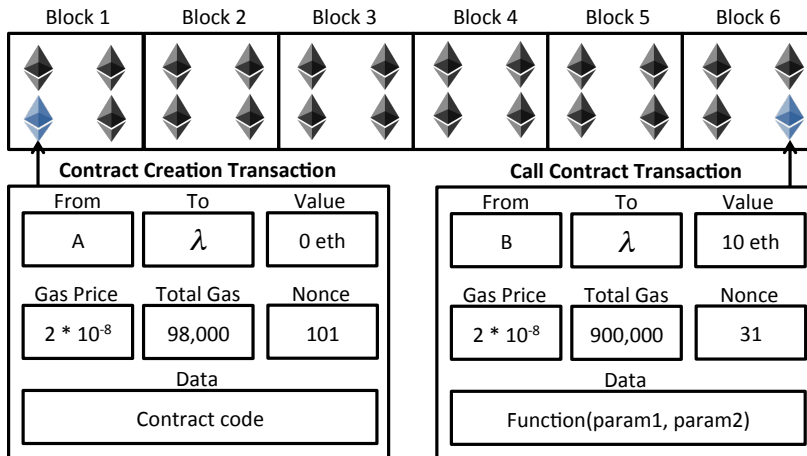 Block 1 Block 2 Block 3 Block 4 Block 5 Block 6
Contract Creation Transaction
From To Value
A λ 0 eth
Gas Price Total Gas Nonce
2 * 10⁻⁸ 98,000 101
Data
Contract code
Call Contract Transaction
From To Value
B λ 10 eth
Gas Price Total Gas Nonce
2 * 10⁻⁸ 900,000 31
Data
Function(param1, param2)